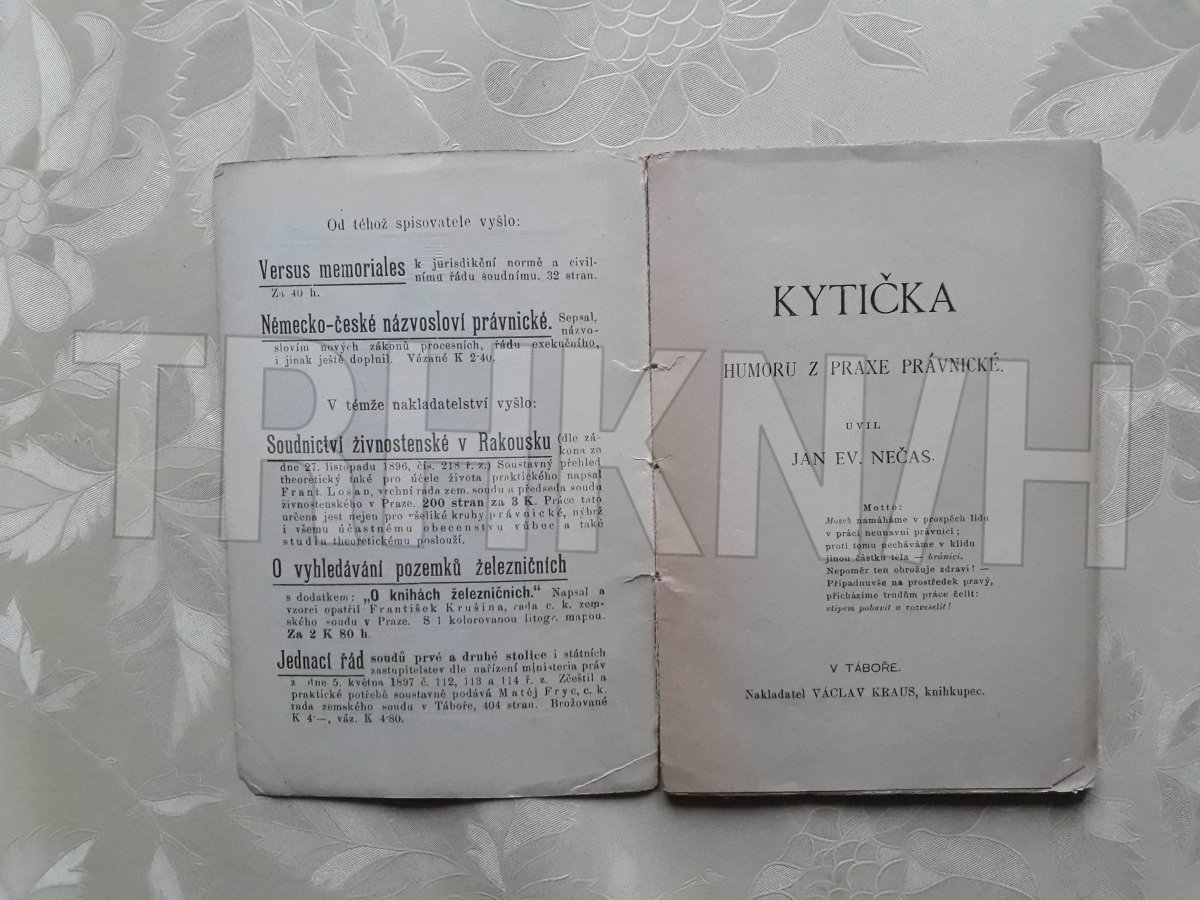 Od téhož spisovatele vyšlo:
Versus memoriales k jurisdikční normě a civil-
nímu řádu soudnímu. 32 stran.
Za 40 h.
Německo-české názvosloví právnické. Sepsal,
názvo-
slovím nových zákonů procesních, řádu exekučního,
i jinak ještě doplnil. Vázané K 2·40.
V témže nakladatelství vyšlo:
Soudnictví živnostenské v Rakousku (dle zá-
kona ze
dne 27. listopadu 1896, čís. 218 ř. z.) Soustavný přehled
theoretický také pro účele života praktického napsal
Frant. Lošan, vrchní rada zem. soudu a předseda soudu
živnostenského v Praze. 200 stran za 3 K. Práce tato
určena jest nejen pro všeliké kruhy právnické, nýbrž
i všemu účastnému obecenstvu vůbec a také
studiu theoretickému poslouží.
O vyhledávání pozemků železničních
s dodatkem: „O knihách železničních.“ Napsal a
vzorci opatřil František Krušina, rada c. k. zem-
ského soudu v Praze. S 1 kolorovanou litogr. mapou.
Za 2 K 80 h.
Jednací řád soudů prvé a druhé stolice i státních
zastupitelstev dle nařízení ministeria práv
z dne 5. května 1897 č. 112, 113 a 114 ř. z. Zčeštil a
praktické potřebě soustavně podává Matěj Fryc, c. k.
rada zemského soudu v Táboře, 404 stran. Brožované
K 4·—, váz. K 4·80.
KYTIČKA
HUMORU Z PRAXE PRÁVNICKÉ.
UVIL
JAN EV. NEČAS.
Motto:
Mozek namáháme v prospěch lidu
v práci neunavní právníci;
proti tomu necháváme v klidu
jinou částku těla — bránici.
Nepoměr ten ohrožuje zdraví! —
Připadnuvše na prostředek pravý,
přicházíme trudům práce čelit:
vtipem pobavit a rozveselit!
V TÁBOŘE.
Nakladatel VÁCLAV KRAUS, knihkupec.
TRHKNIH